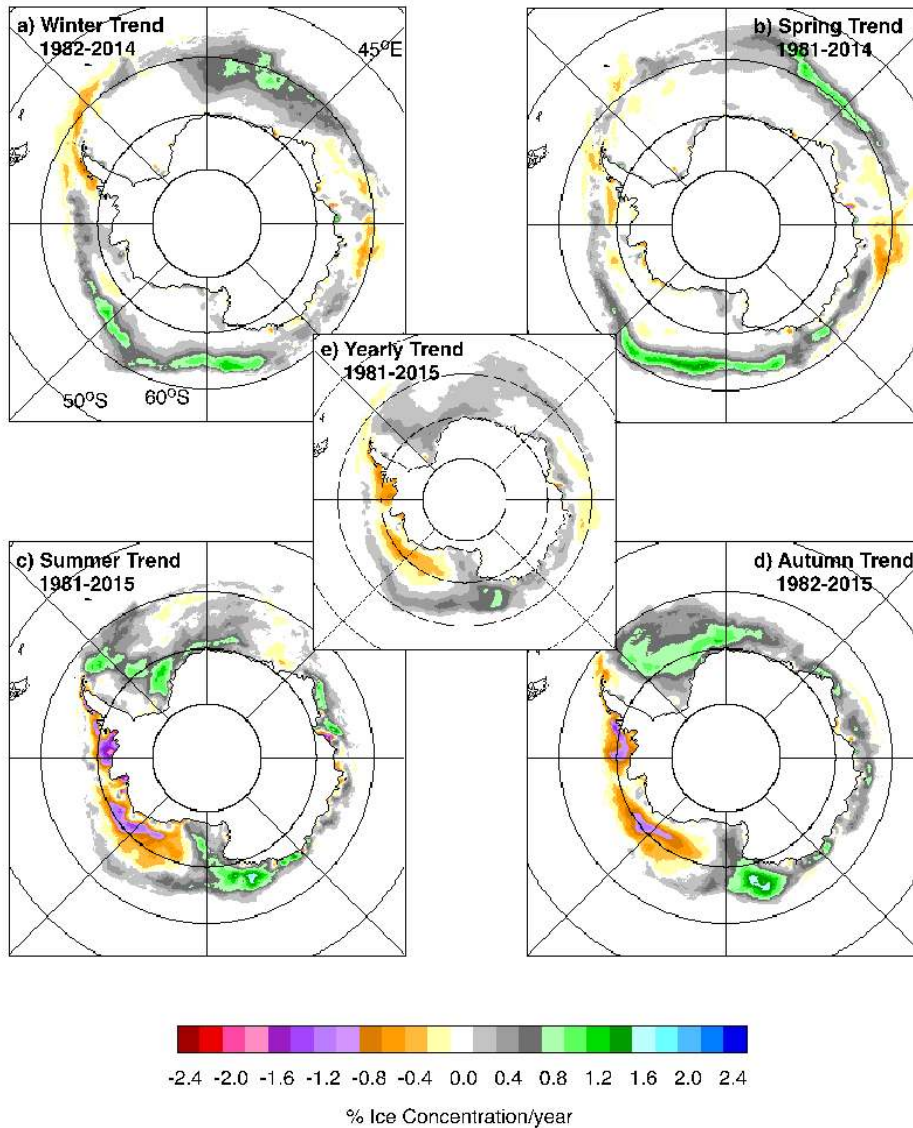 a) Winter Trend
1982-2014
45°E
b) Spring Trend
1981-2014
50°S
60°S
e) Yearly Trend
1981-2015
c) Summer Trend
1981-2015
d) Autumn Trend
1982-2015
-2.4 -2.0 -1.6 -1.2 -0.8 -0.4 0.0 0.4 0.8 1.2 1.6 2.0 2.4
% Ice Concentration/year